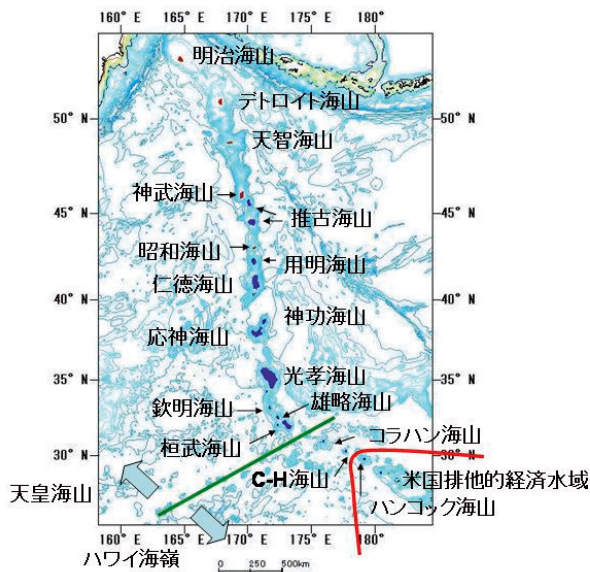 160° E
170° E
180°
明治海山
デトロイト海山
50° N
50° N
天智海山
神武海山
45° N
推古海山
45° N
昭和海山
用明海山
仁徳海山
40° N
40° N
神功海山
応神海山
35° N
光孝海山
35° N
欽明海山
雄略海山
桓武海山
コラハン海山
30° N
30° N
C-H海山
米国排他的経済水域
天皇海山
ハンコック海山
160° E
170° E
180°
ハワイ海嶺
0 250 500km